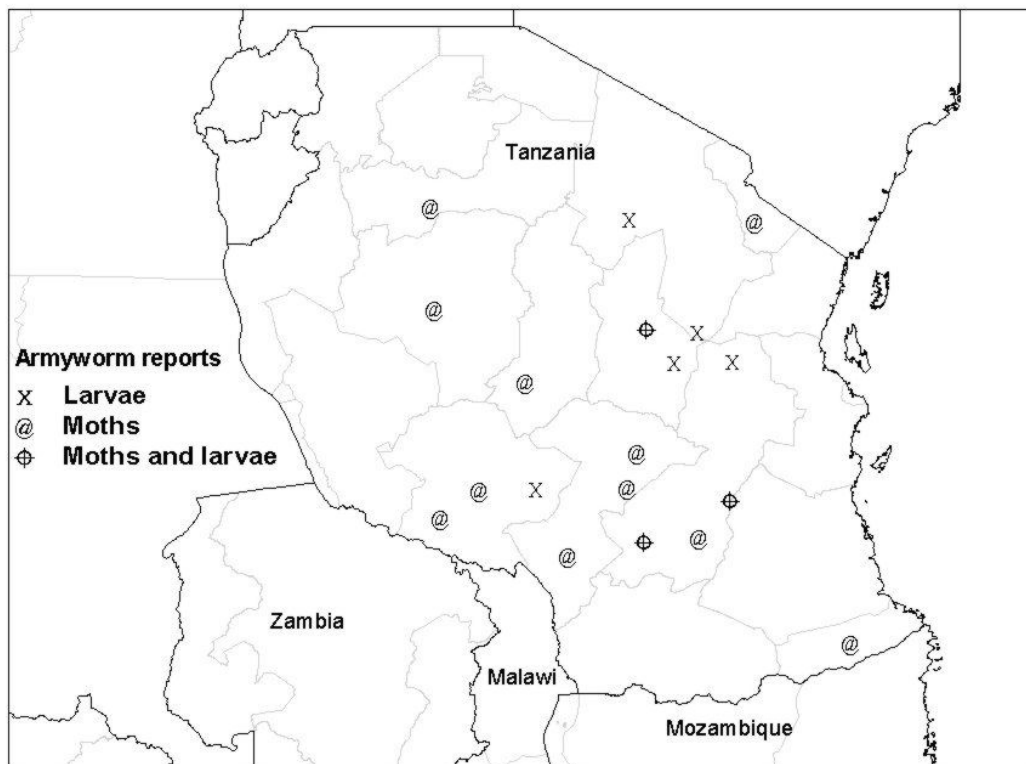 Tanzania
@
X
@
@
X
X
X
@
Armyworm reports
X Larvae
@ Moths
Moths and larvae
@
@ X @
@
@
@
Zambia
@
Malawi
Mozambique